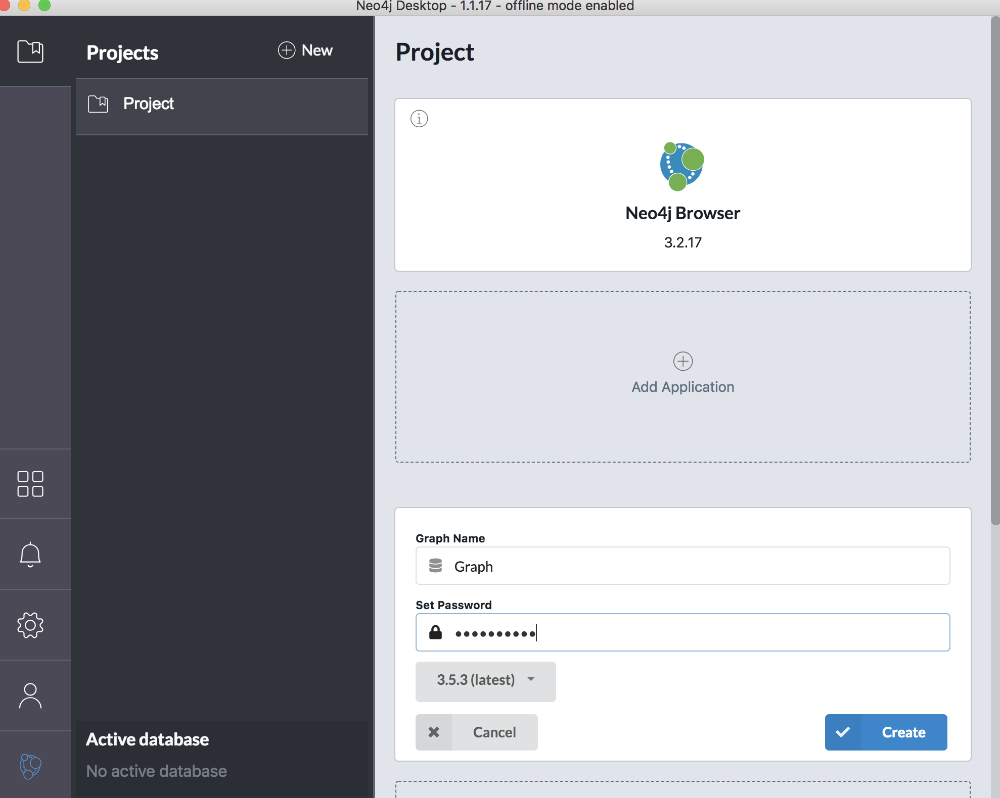 Neo4j Desktop - 1.1.17 - offline mode enabled
Projects
New
Project
Active database
No active database
Project
Neo4j Browser
3.2.17
Add Application
Graph Name
Graph
Set Password
••••••••••
3.5.3 (latest)
Cancel
Create